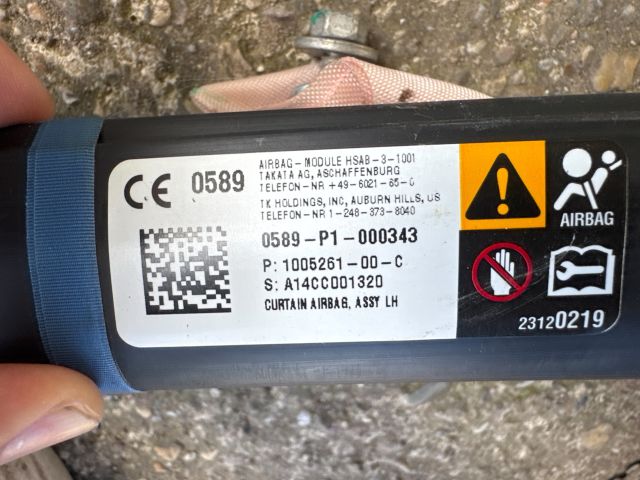 CE 0589
AIRBAG-MODULE HSAB-3-1001
TAKATA AG, ASCHAFFENBURG
TELEFON-NR +49-6021-65-0
TK HOLDINGS, INC, AUBURN HILLS, US
TELEFON-NR 1-248-373-8040
0589-P1-000343
P: 1005261-00-C
S: A14CC001320
CURTAIN AIRBAG, ASSY LH
AIRBAG
23120219